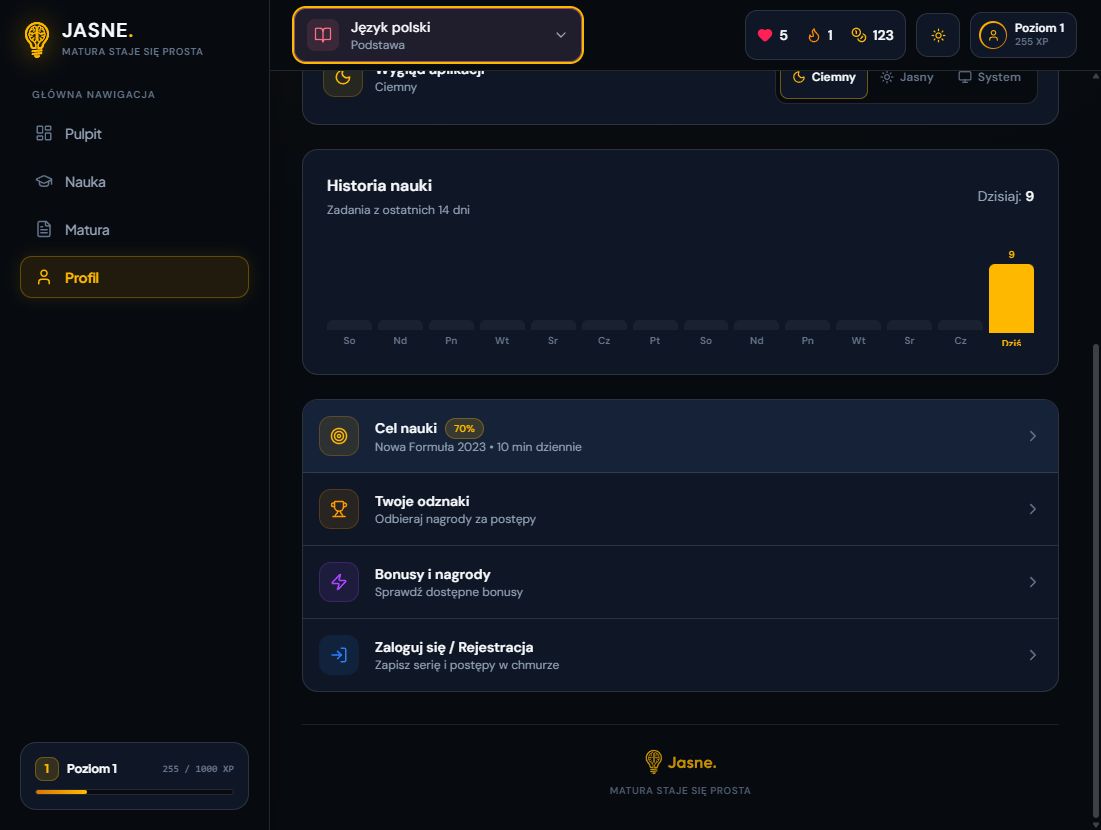 JASNE.
MATURA STAJE SIĘ PROSTA
Język polski
Podstawa
5
1
123
Poziom 1
255 XP
GŁÓWNA NAWIGACJA
Pulpit
Nauka
Matura
Profil
Wygląd aplikacji
Ciemny
Ciemny
Jasny
System
Historia nauki
Zadania z ostatnich 14 dni
Dzisiaj: 9
9
So Nd Pn Wt Sr Cz Pt So Nd Pn Wt Sr Cz Dziś
Cel nauki 70%
Nowa Formuła 2023 • 10 min dziennie
Twoje odznaki
Odbieraj nagrody za postępy
Bonusy i nagrody
Sprawdź dostępne bonusy
Zaloguj się / Rejestracja
Zapisz serię i postępy w chmurze
1 Poziom 1 255 / 1000 XP
Jasne.
MATURA STAJE SIĘ PROSTA